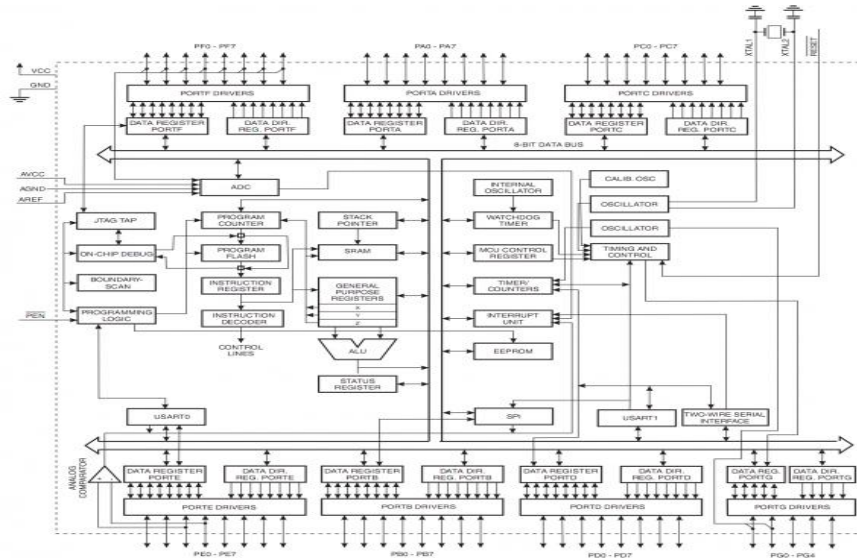 PF0 - PF7
PA0 - PA7
PC0 - PC7
XTAL1
XTAL2
RESET
VCC
GND
PORTF DRIVERS
PORTA DRIVERS
PORTC DRIVERS
DATA REGISTER
PORTF
DATA DIR.
REG. PORTF
DATA REGISTER
PORTA
DATA DIR.
REG. PORTA
DATA REGISTER
PORTC
DATA DIR.
REG. PORTC
8-BIT DATA BUS
AVCC
AGND
AREF
ADC
INTERNAL
OSCILLATOR
CALIB. OSC
OSCILLATOR
JTAG TAP
PROGRAM
COUNTER
STACK
POINTER
WATCHDOG
TIMER
OSCILLATOR
ON-CHIP DEBUG
PROGRAM
FLASH
SRAM
MCU CONTROL
REGISTER
TIMING AND
CONTROL
BOUNDARY-
SCAN
INSTRUCTION
REGISTER
GENERAL
PURPOSE
REGISTERS
X
Y
Z
TIMER/
COUNTERS
PEN
PROGRAMMING
LOGIC
INSTRUCTION
DECODER
INTERRUPT
UNIT
CONTROL
LINES
ALU
EEPROM
STATUS
REGISTER
USART0
SPI
USART1
TWO-WIRE SERIAL
INTERFACE
ANALOG
COMPARATOR
DATA REGISTER
PORTE
DATA DIR.
REG. PORTE
DATA REGISTER
PORTB
DATA DIR.
REG. PORTB
DATA REGISTER
PORTD
DATA DIR.
REG. PORTD
DATA REG.
PORTG
DATA DIR.
REG. PORTG
PORTE DRIVERS
PORTB DRIVERS
PORTD DRIVERS
PORTG DRIVERS
PE0 - PE7
PB0 - PB7
PD0 - PD7
PG0 - PG4